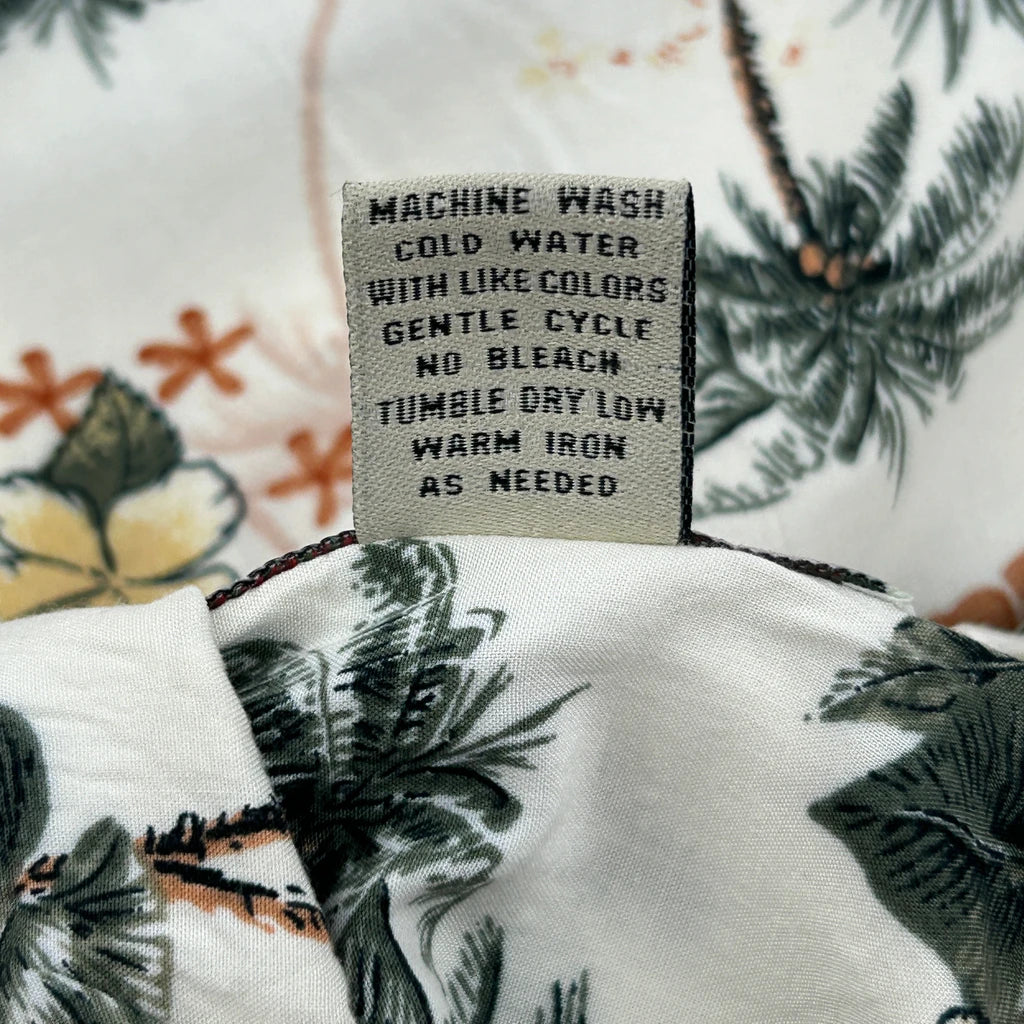 MACHINE WASH
COLD WATER
WITH LIKE COLORS
GENTLE CYCLE
NO BLEACH
TUMBLE DRY LOW
WARM IRON
AS NEEDED